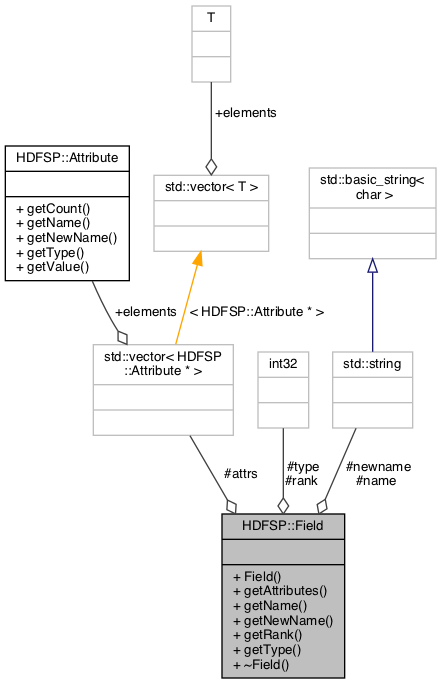 T
+elements
HDFSP::Attribute
+ getCount()
+ getName()
+ getNewName()
+ getType()
+ getValue()
std::vector< T >
std::basic_string<
char >
+elements
< HDFSP::Attribute * >
std::vector< HDFSP
::Attribute * >
int32
std::string
#attrs
#type
#rank
#newname
#name
HDFSP::Field
+ Field()
+ getAttributes()
+ getName()
+ getNewName()
+ getRank()
+ getType()
+ ~Field()